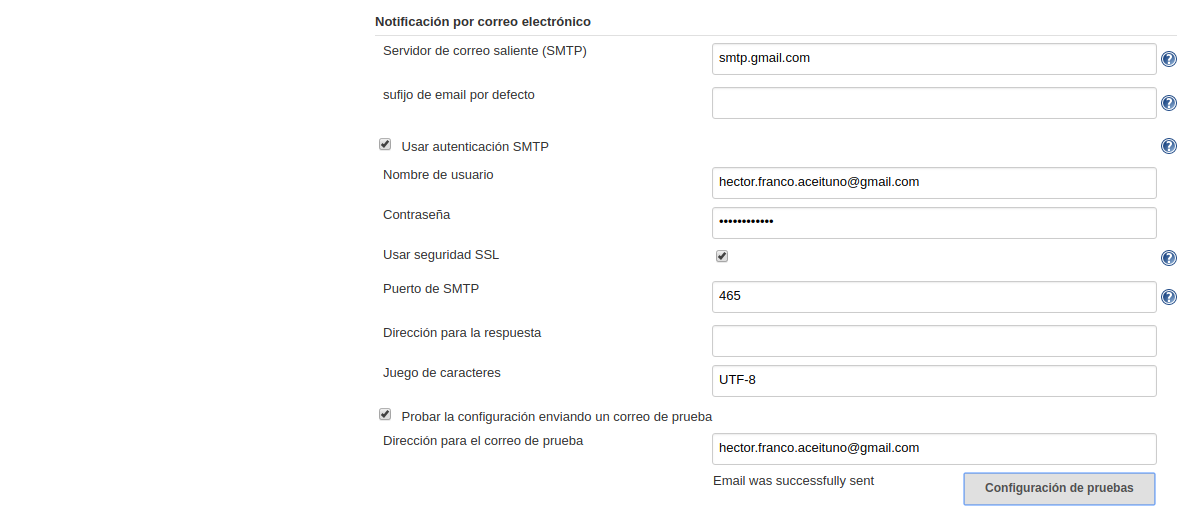 Notificación por correo electrónico
Servidor de correo saliente (SMTP)
smtp.gmail.com
sufijo de email por defecto
Usar autenticación SMTP
Nombre de usuario
hector.franco.aceituno@gmail.com
Contraseña
••••••••••••
Usar seguridad SSL
Puerto de SMTP
465
Dirección para la respuesta
Juego de caracteres
UTF-8
Probar la configuración enviando un correo de prueba
Dirección para el correo de prueba
hector.franco.aceituno@gmail.com
Email was successfully sent
Configuración de pruebas